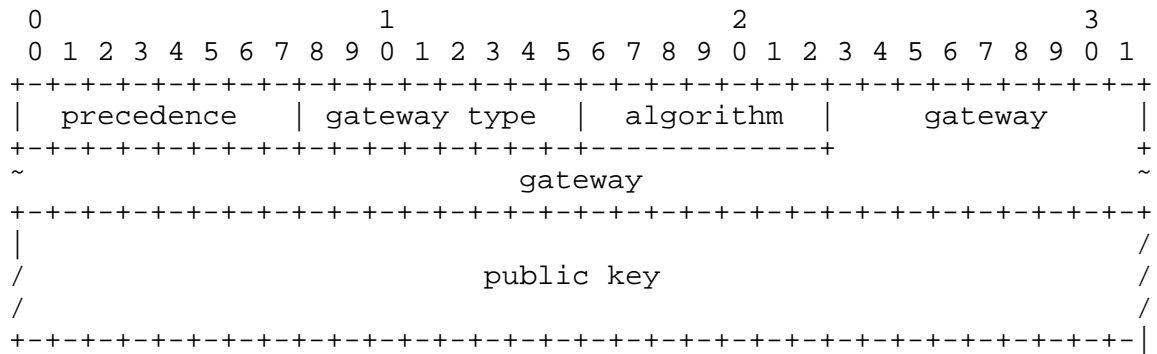 0                   1                   2                   3
 0 1 2 3 4 5 6 7 8 9 0 1 2 3 4 5 6 7 8 9 0 1 2 3 4 5 6 7 8 9 0 1
+-+-+-+-+-+-+-+-+-+-+-+-+-+-+-+-+-+-+-+-+-+-+-+-+-+-+-+-+-+-+-+-+
|  precedence   | gateway type  |  algorithm  |     gateway     |
+-+-+-+-+-+-+-+-+-+-+-+-+-+-+-+-+-------------+                 +
~                            gateway                            ~
+-+-+-+-+-+-+-+-+-+-+-+-+-+-+-+-+-+-+-+-+-+-+-+-+-+-+-+-+-+-+-+-+
|                                                               /
/                          public key                           /
/                                                               /
+-+-+-+-+-+-+-+-+-+-+-+-+-+-+-+-+-+-+-+-+-+-+-+-+-+-+-+-+-+-+-+-|